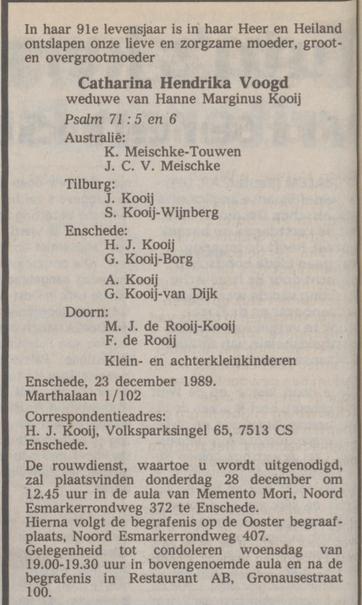 In haar 91e levensjaar is in haar Heer en Heiland
ontslapen onze lieve en zorgzame moeder, groot-
en overgrootmoeder
Catharina Hendrika Voogd
weduwe van Hanne Marginus Kooij
Psalm 71 : 5 en 6
Australië:
K. Meischke-Touwen
J. C. V. Meischke
Tilburg:
J. Kooij
S. Kooij-Wijnberg
Enschede:
H. J. Kooij
G. Kooij-Borg
A. Kooij
G. Kooij-van Dijk
Doorn:
M. J. de Rooij-Kooij
F. de Rooij
Klein- en achterkleinkinderen
Enschede, 23 december 1989.
Marthalaan 1/102
Correspondentieadres:
H. J. Kooij, Volksparksingel 65, 7513 CS
Enschede.
De rouwdienst, waartoe u wordt uitgenodigd,
zal plaatsvinden donderdag 28 december om
12.45 uur in de aula van Memento Mori, Noord
Esmarkerrondweg 372 te Enschede.
Hierna volgt de begrafenis op de Ooster begraaf-
plaats, Noord Esmarkerrondweg 407.
Gelegenheid tot condoleren woensdag van
19.00-19.30 uur in bovengenoemde aula en na de
begrafenis in Restaurant AB, Gronausestraat
100.